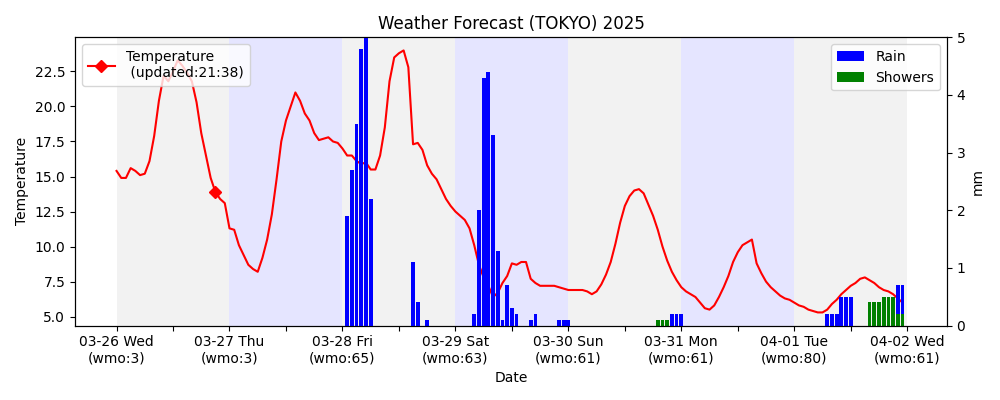 Weather Forecast (TOKYO) 2025
Temperature
(updated:21:38)
Rain
Showers
Temperature
22.5
20.0
17.5
15.0
12.5
10.0
7.5
5.0
5
4
3
2
1
0
mm
03-26 Wed
(wmo:3)
03-27 Thu
(wmo:3)
03-28 Fri
(wmo:65)
03-29 Sat
(wmo:63)
03-30 Sun
(wmo:61)
03-31 Mon
(wmo:61)
04-01 Tue
(wmo:80)
04-02 Wed
(wmo:61)
Date